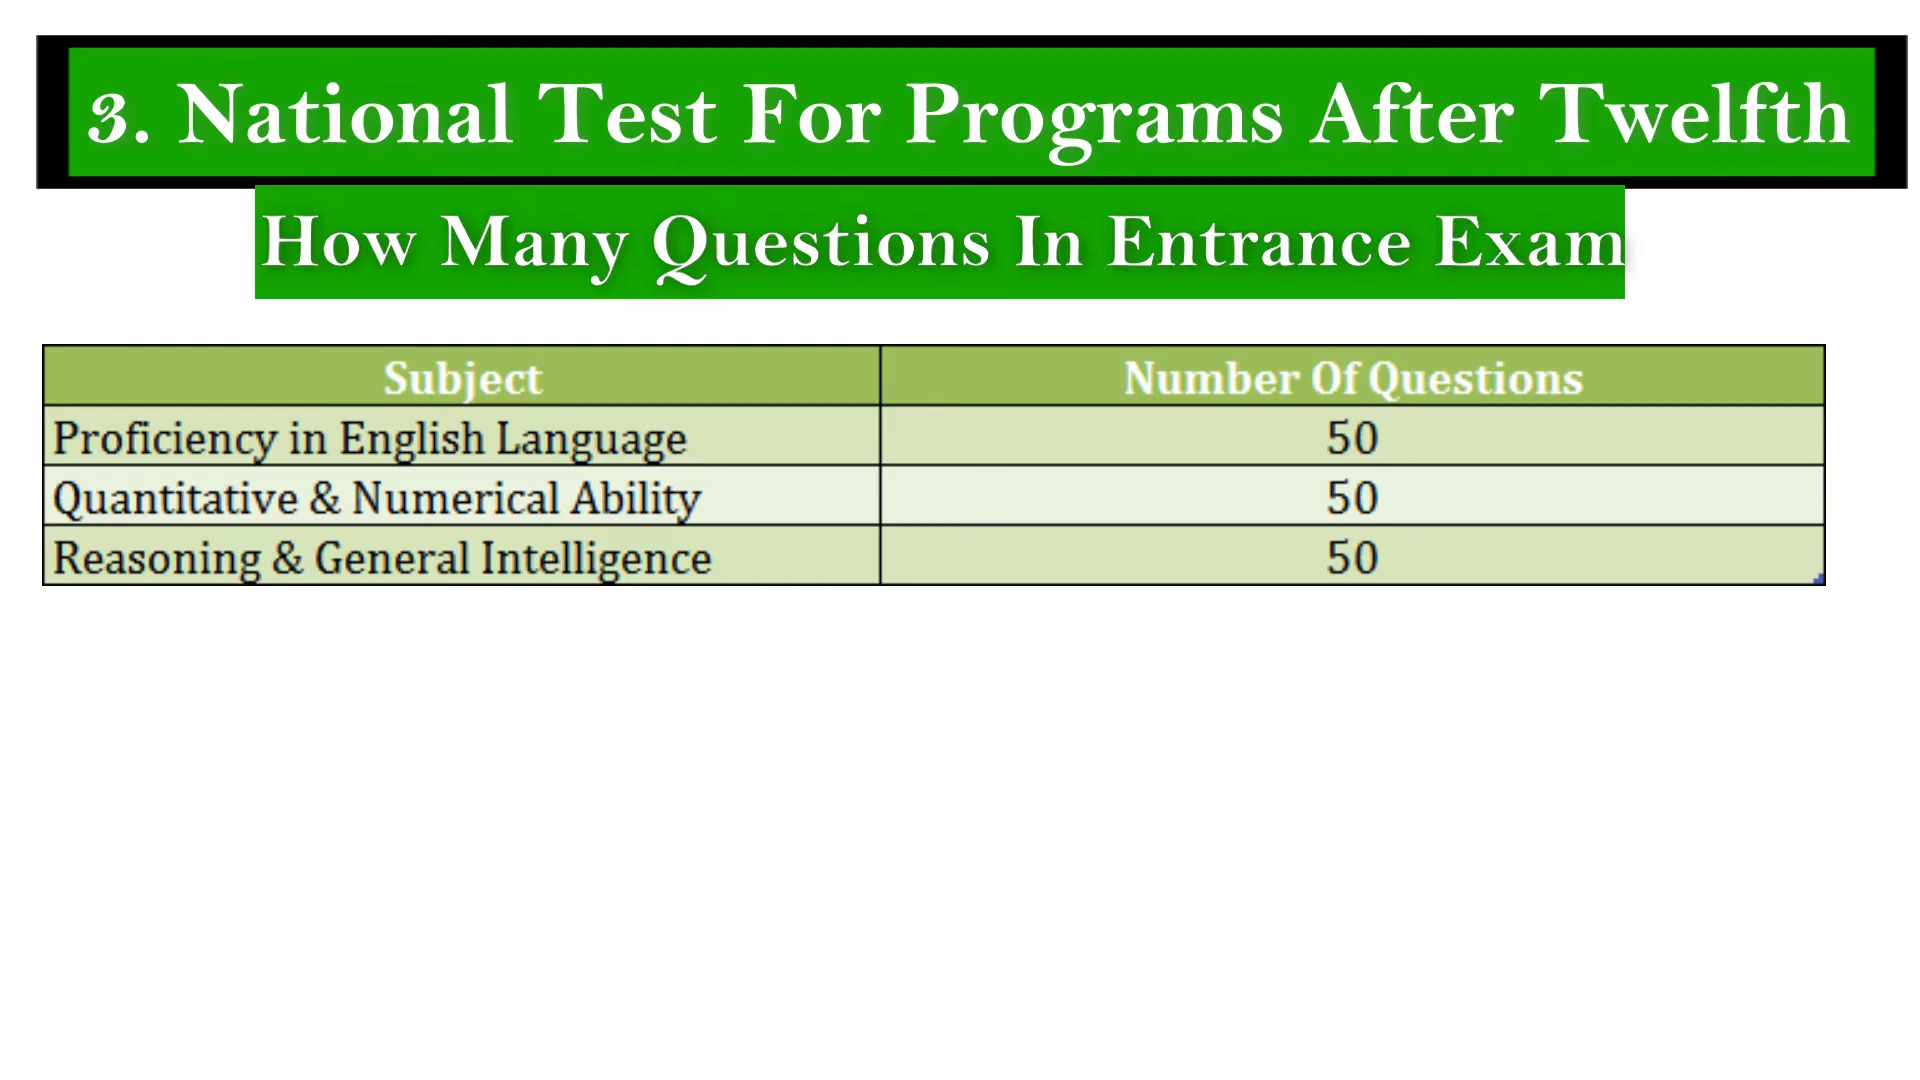 3. National Test For Programs After Twelfth
How Many Questions In Entrance Exam
Subject Number Of Questions
Proficiency in English Language 50
Quantitative & Numerical Ability 50
Reasoning & General Intelligence 50